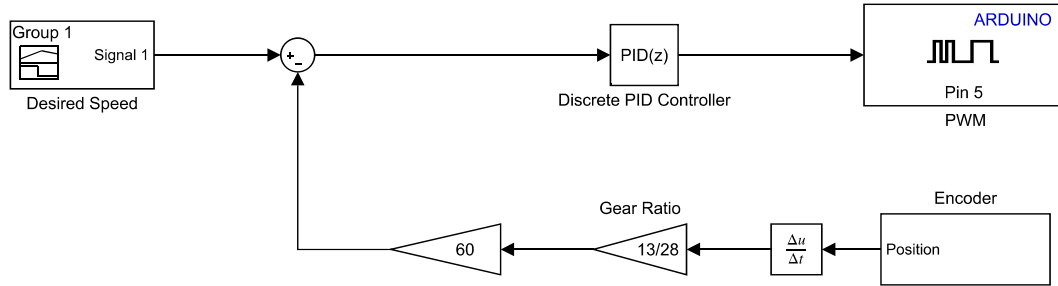 Group 1
Signal 1
Desired Speed
+
-
PID(z)
Discrete PID Controller
ARDUINO
Pin 5
PWM
Encoder
Position
Δu
Δt
Gear Ratio
13/28
60